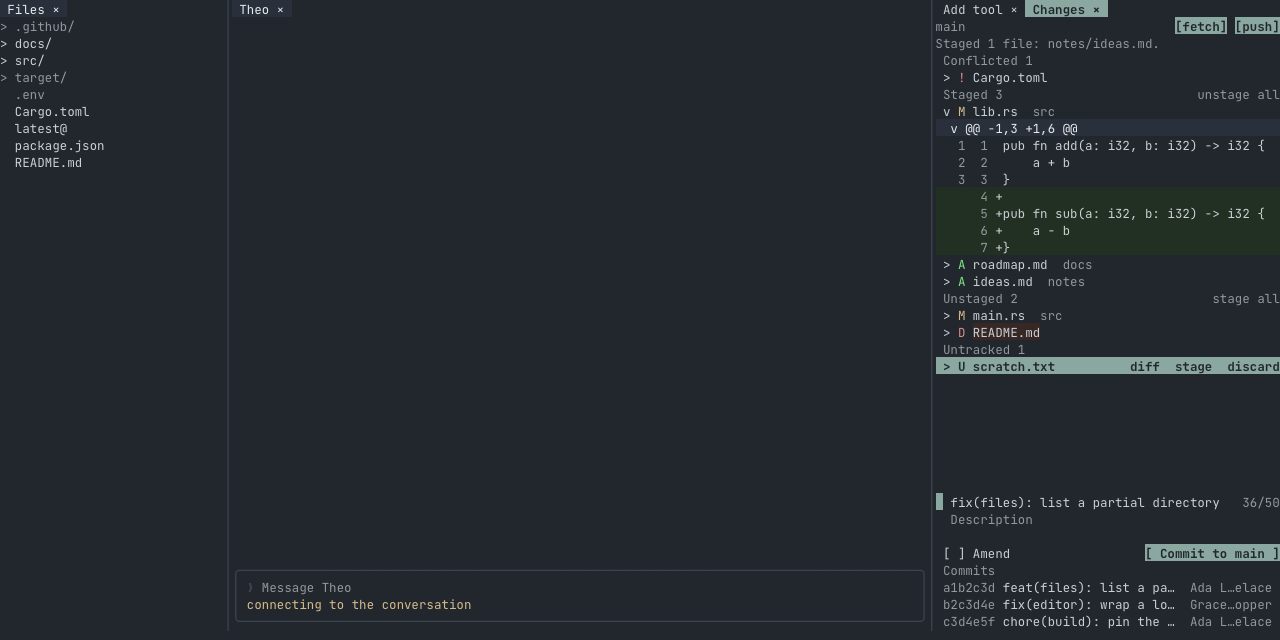 Files ×
> .github/
> docs/
> src/
> target/
.env
Cargo.toml
latest@
package.json
README.md
Theo ×
⟩ Message Theo
connecting to the conversation
Add tool × Changes ×
main [fetch] [push]
Staged 1 file: notes/ideas.md.
Conflicted 1
> ! Cargo.toml
Staged 3 unstage all
v M lib.rs src
v @@ -1,3 +1,6 @@
1 1 pub fn add(a: i32, b: i32) -> i32 {
2 2 a + b
3 3 }
4 +
5 +pub fn sub(a: i32, b: i32) -> i32 {
6 + a - b
7 +}
> A roadmap.md docs
> A ideas.md notes
Unstaged 2 stage all
> M main.rs src
> D README.md
Untracked 1
> U scratch.txt diff stage discard
fix(files): list a partial directory 36/50
Description
[ ] Amend [ Commit to main ]
Commits
a1b2c3d feat(files): list a pa… Ada L…elace
b2c3d4e fix(editor): wrap a lo… Grace…opper
c3d4e5f chore(build): pin the … Ada L…elace